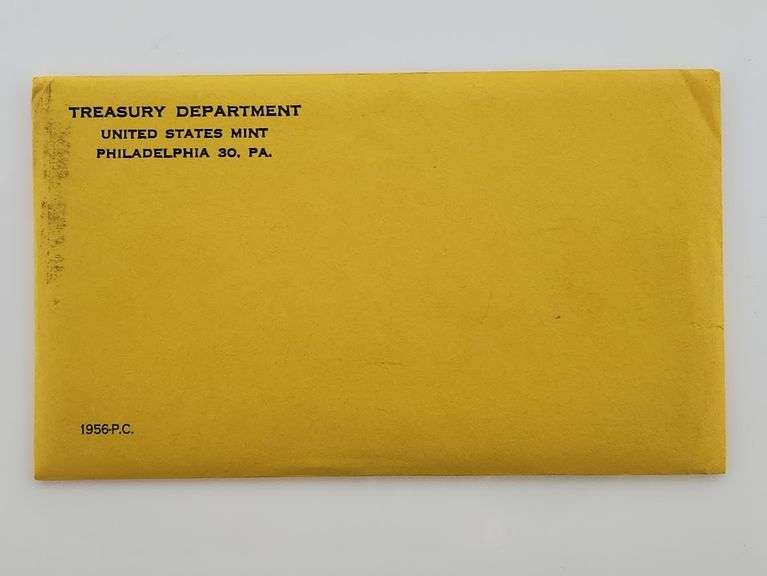 TREASURY DEPARTMENT
UNITED STATES MINT
PHILADELPHIA 30, PA.
1956-P.C.